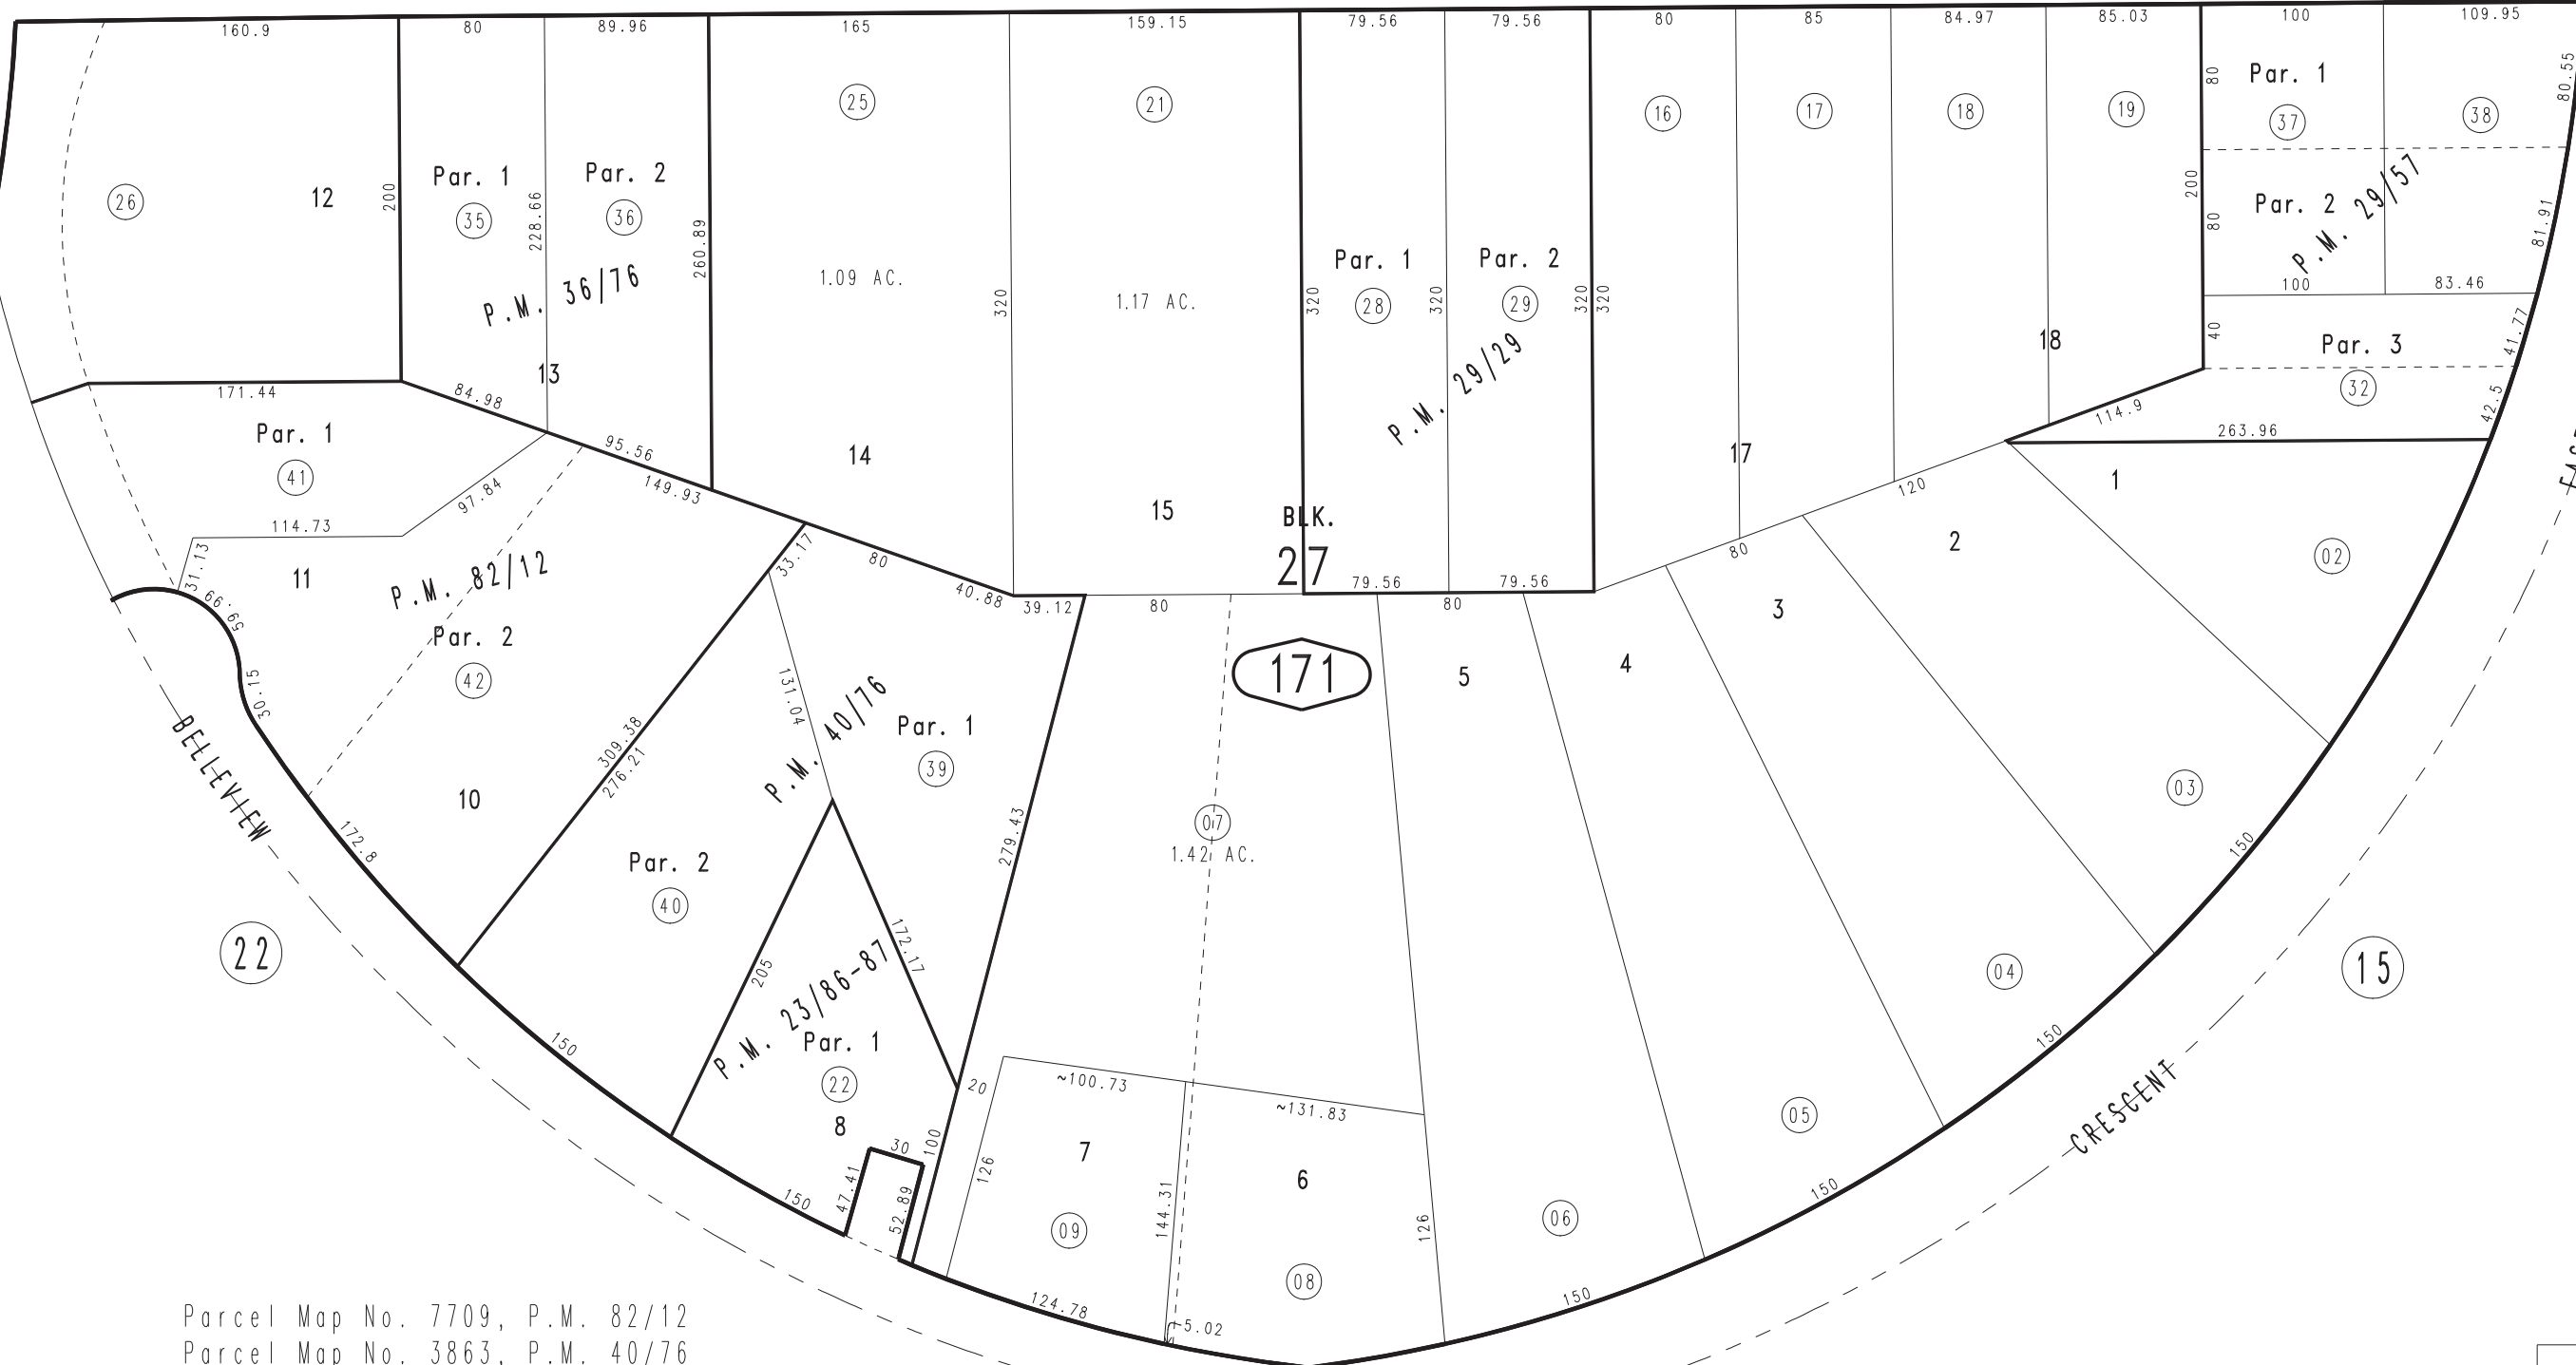 160.9 80 89.96 165 159.15 79.56 79.56 80 85 84.97 85.03 100 109.95
80 Par. 1 80.55
25 21 16 17 18 19 37 38
26 12 200 Par. 1 228.66 Par. 2 200 Par. 2 P.M. 29/57
35 36 260.89 80 81.91
P.M. 36/76 1.09 AC. 320 1.17 AC. 320 Par. 1 320 Par. 2 320 320
28 29 100 83.46
13 P.M. 29/29 18 40 Par. 3 41.77
171.44 84.98 32 42.5
Par. 1 95.56 14 17 114.9 263.96
41 97.84 149.93 120 1
114.73 15 BLK.
31.13 11 P.M. 82/12 33.17 80 27 80 2 02
59.99 40.88 39.12 80 79.56 80 79.56 3
Par. 2 171 5 4
42 30.15 131.04 P.M. 40/76 Par. 1
BELLEVIEW 309.38 39
276.21
10 172.8 279.43 07 03
Par. 2 1.42 AC. 150
40 172.17
22 205 P.M. 23/86-87 04 15
150 Par. 1 150
22 20 ~100.73 ~131.83 05 CRESCENT
8 30 100 7
150 47.41 52.89 126 144.31 6 126 06 150
09 08
124.78 5.02 150
Parcel Map No. 7709, P.M. 82/12
Parcel Map No. 3863, P.M. 40/76